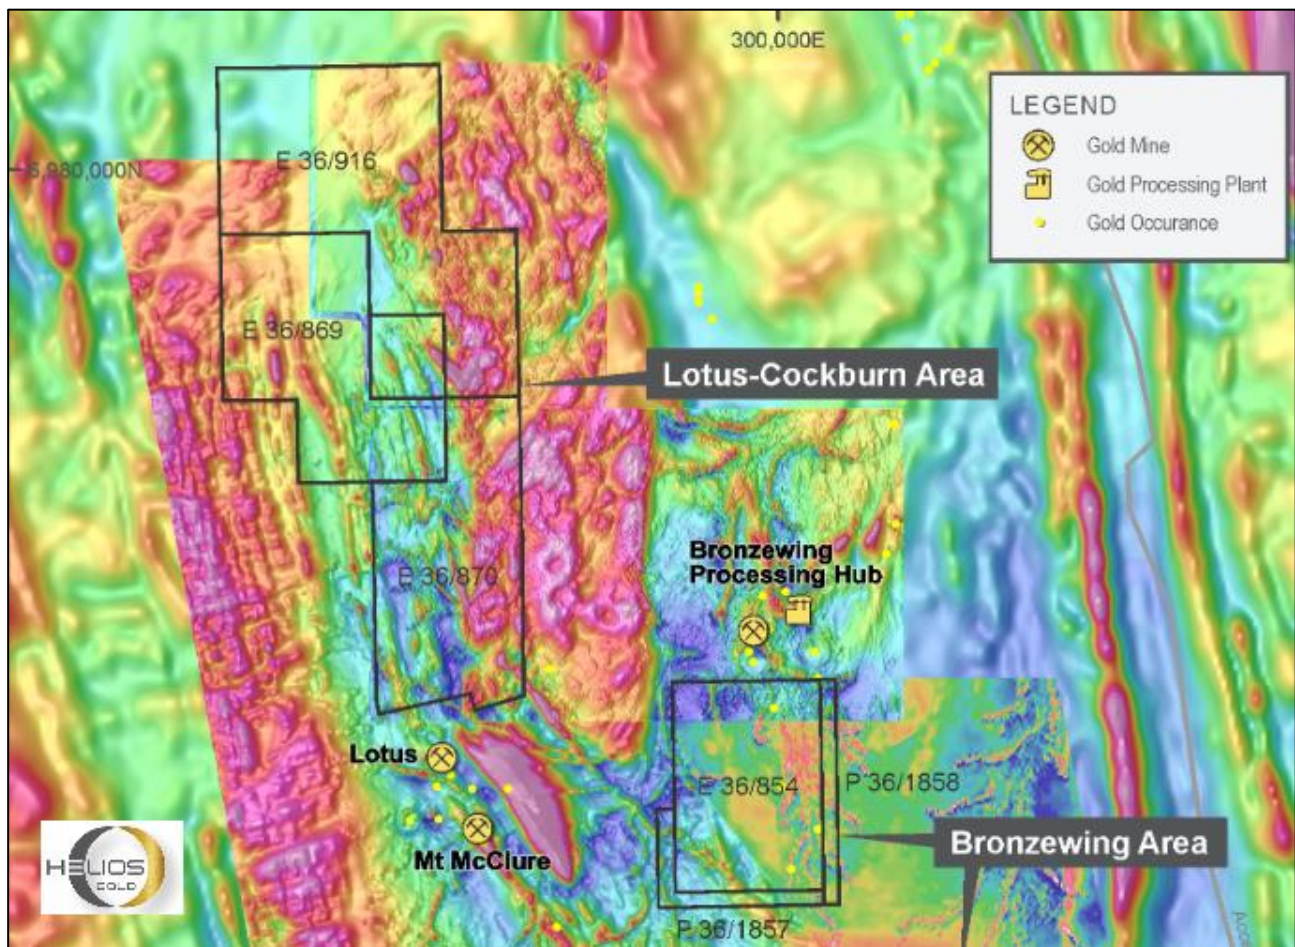 300,000E
LEGEND
Gold Mine
Gold Processing Plant
Gold Occurance
E 36/916
6,980,000N
E 36/869
Lotus-Cockburn Area
Bronzewing
Processing Hub
E 36/870
Lotus
E 36/854
P 36/1858
Mt McClure
Bronzewing Area
HELIOS
GOLD
P 36/1857